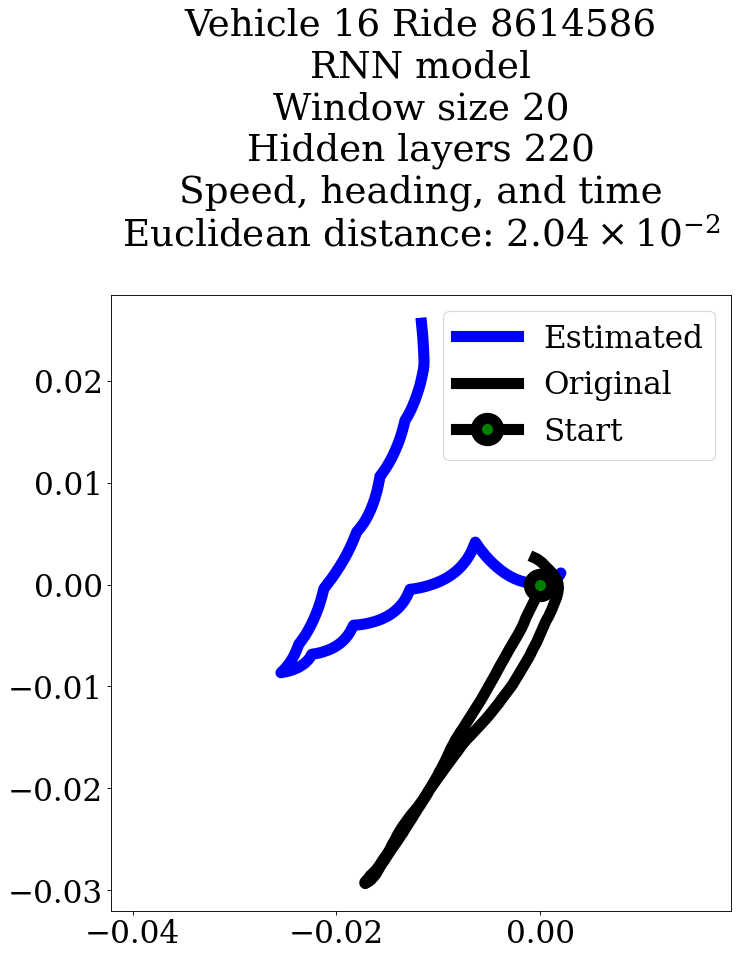 Vehicle 16 Ride 8614586
RNN model
Window size 20
Hidden layers 220
Speed, heading, and time
Euclidean distance: 2.04 × 10⁻²
Estimated
Original
Start
0.02
0.01
0.00
−0.01
−0.02
−0.03
−0.04
−0.02
0.00